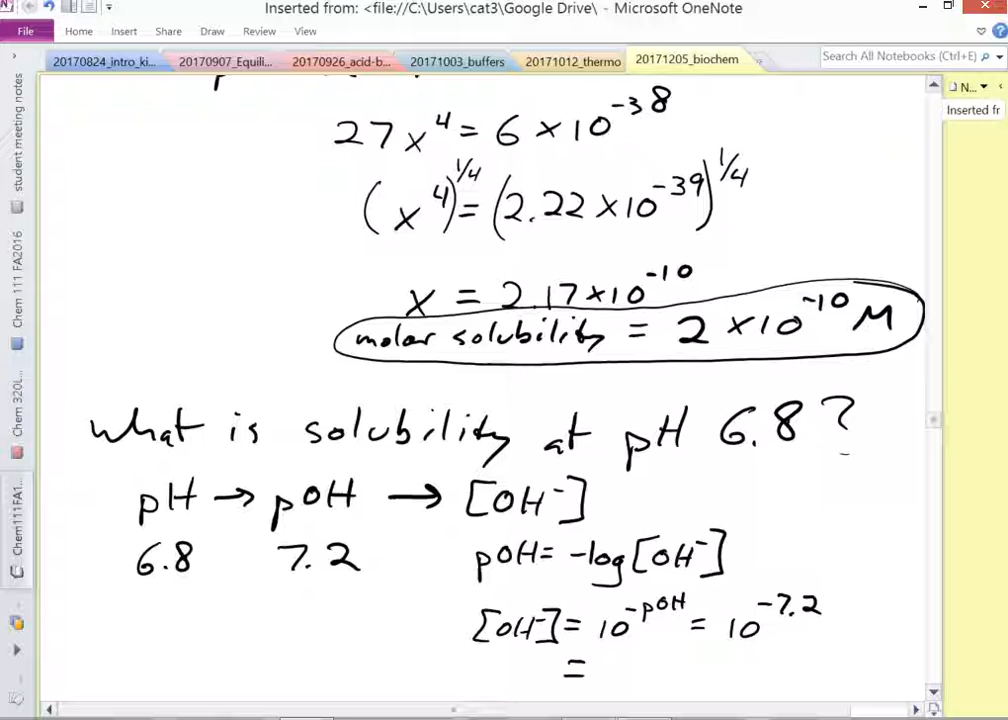 Inserted from: <file://C:\Users\cat3\Google Drive\ - Microsoft OneNote
File Home Insert Share Draw Review View
20170824_intro_ki... 20170907_Equili... 20170926_acid-b... 20171003_buffers 20171012_thermo 20171205_biochem
Search All Notebooks (Ctrl+E)
N...
Inserted fr
student meeting notes
Chem 111 FA2016
Chem 320L
Chem111FA1
27x⁴ = 6 × 10⁻³⁸
(x⁴)^1/4 = (2.22 × 10⁻³⁹)^1/4
x = 2.17 × 10⁻¹⁰
molar solubility = 2 × 10⁻¹⁰ M
What is solubility at pH 6.8?
pH → pOH → [OH⁻]
6.8 7.2 pOH = -log[OH⁻]
[OH⁻] = 10^-pOH = 10^-7.2
=